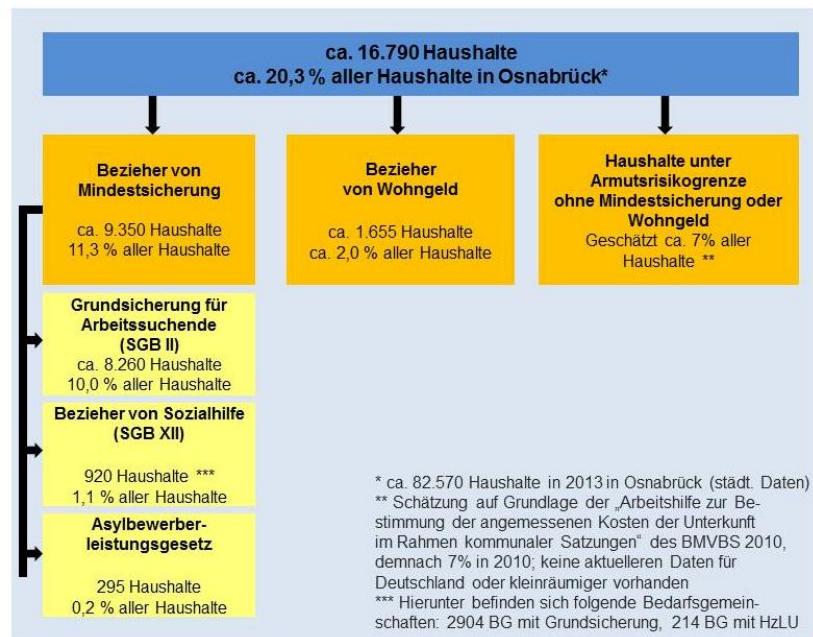 ca. 16.790 Haushalte
ca. 20,3 % aller Haushalte in Osnabrück*
Bezieher von
Mindestsicherung
ca. 9.350 Haushalte
11,3 % aller Haushalte
Bezieher
von Wohngeld
ca. 1.655 Haushalte
ca. 2,0 % aller Haushalte
Haushalte unter
Armutsrisikogrenze
ohne Mindestsicherung oder
Wohngeld
Geschätzt ca. 7% aller
Haushalte **
Grundsicherung für
Arbeitssuchende
(SGB II)
ca. 8.260 Haushalte
10,0 % aller Haushalte
Bezieher von Sozialhilfe
(SGB XII)
920 Haushalte ***
1,1 % aller Haushalte
Asylbewerber-
leistungsgesetz
295 Haushalte
0,2 % aller Haushalte
* ca. 82.570 Haushalte in 2013 in Osnabrück (städt. Daten)
** Schätzung auf Grundlage der „Arbeitshilfe zur Be-
stimmung der angemessenen Kosten der Unterkunft
im Rahmen kommunaler Satzungen“ des BMVBS 2010,
demnach 7% in 2010; keine aktuelleren Daten für
Deutschland oder kleinräumiger vorhanden
*** Hierunter befinden sich folgende Bedarfsgemein-
schaften: 2904 BG mit Grundsicherung, 214 BG mit HzLU